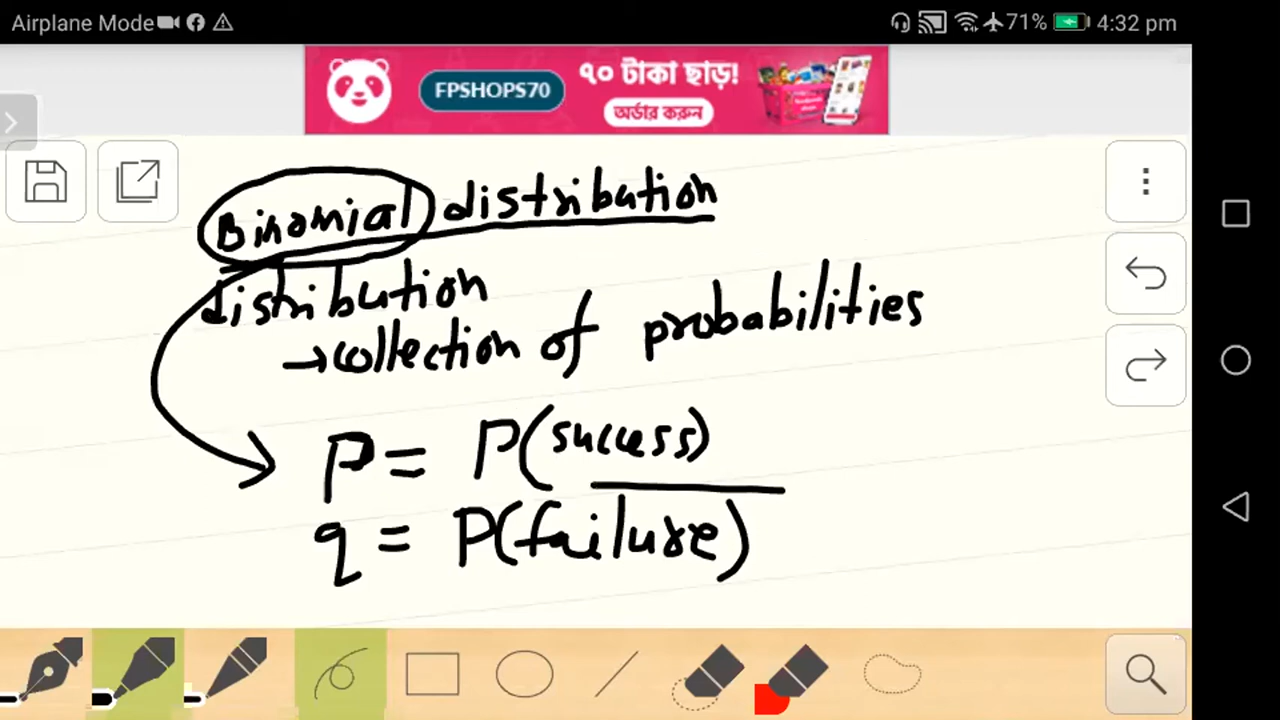 Airplane Mode 71% 4:32 pm
FPSHOPS70
৭০ টাকা ছাড়!
অর্ডার করুন
Binomial distribution
distribution
→collection of probabilities
P = P(success)
q = P(failure)